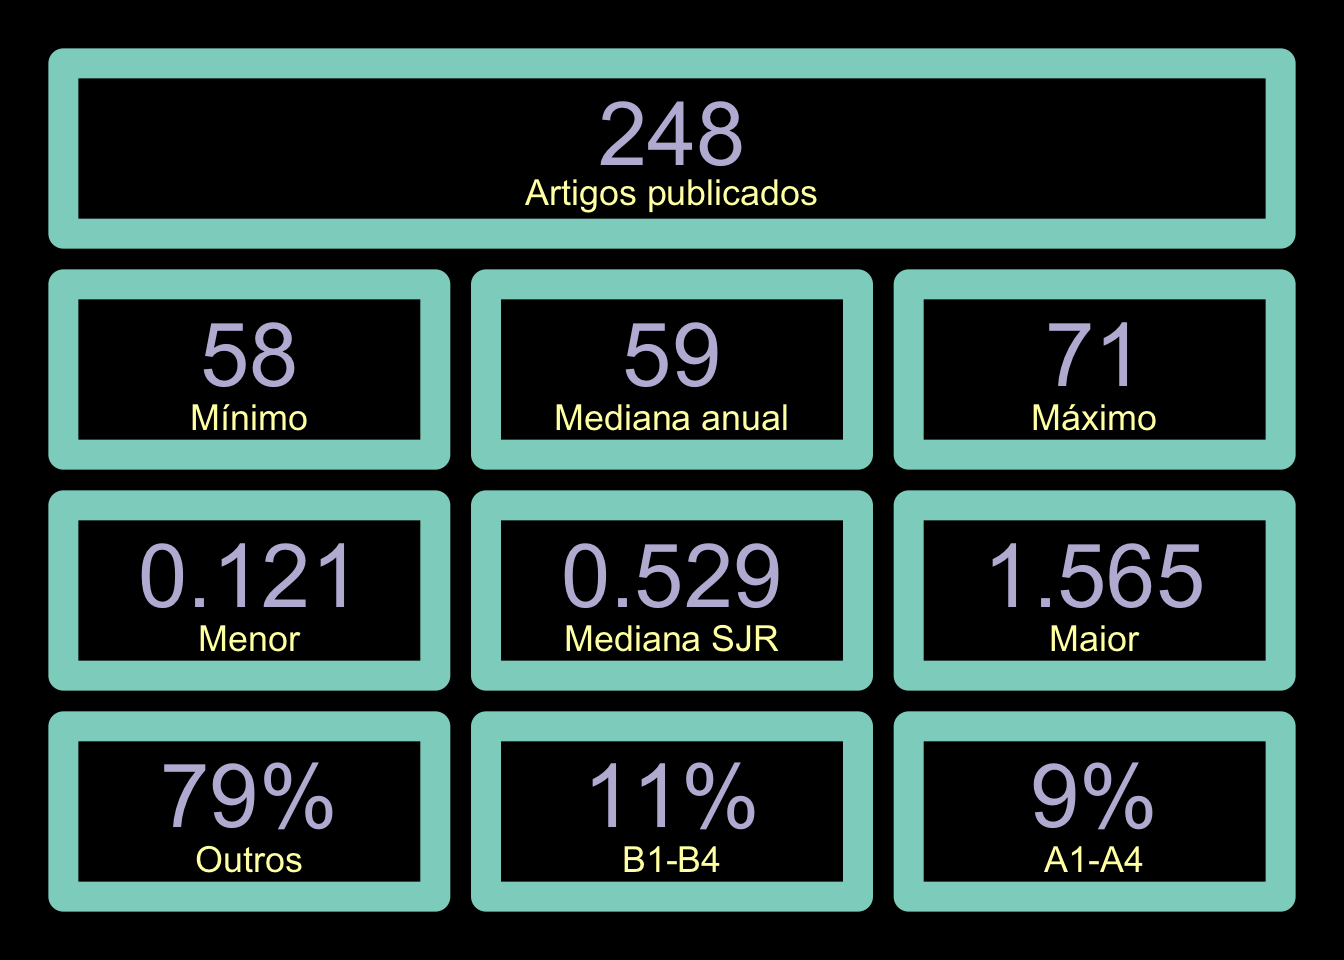 248
Artigos publicados
58
Mínimo
59
Mediana anual
71
Máximo
0.121
Menor
0.529
Mediana SJR
1.565
Maior
79%
Outros
11%
B1-B4
9%
A1-A4